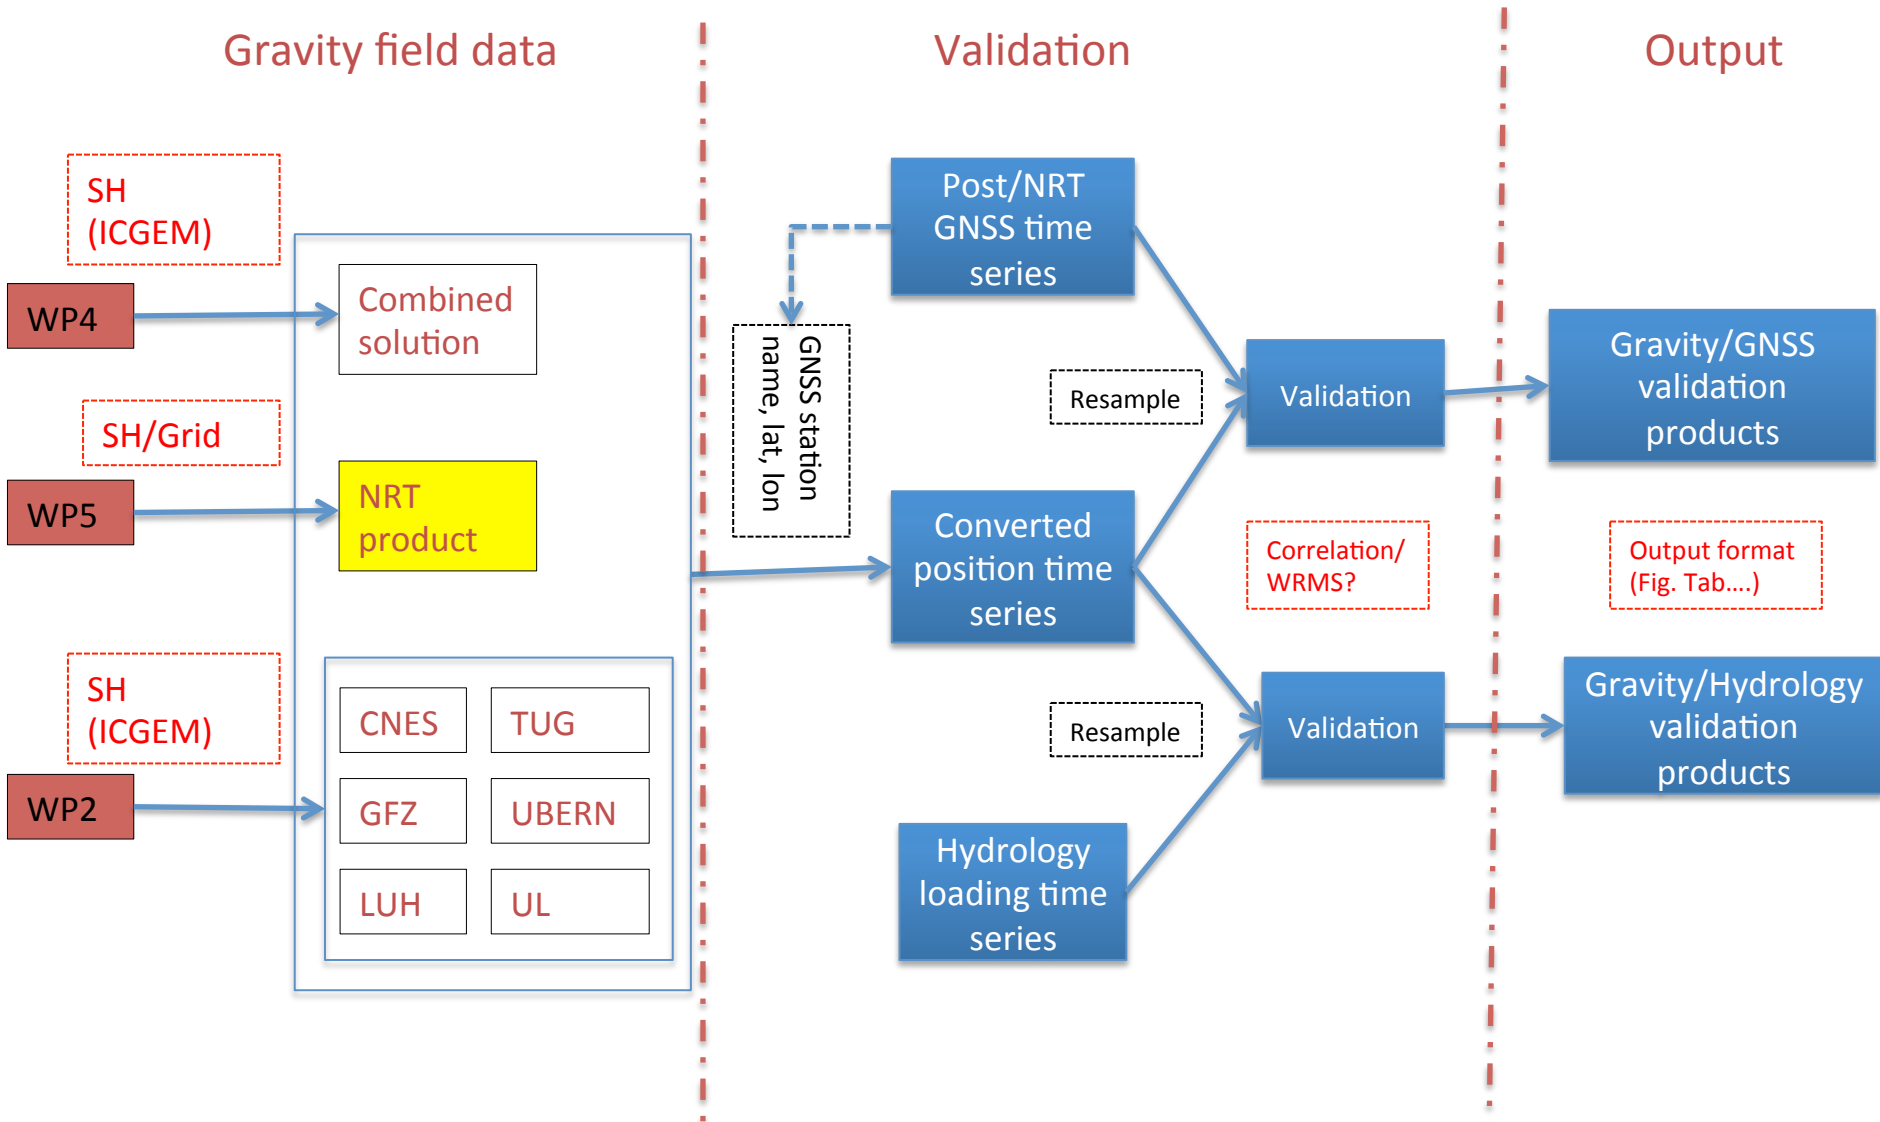 Gravity field data
Validation
Output
SH
(ICGEM)
WP4
Combined
solution
SH/Grid
WP5
NRT
product
SH
(ICGEM)
WP2
CNES
TUG
GFZ
UBERN
LUH
UL
Post/NRT
GNSS time
series
GNSS station
name, lat, lon
Converted
position time
series
Hydrology
loading time
series
Resample
Resample
Validation
Correlation/
WRMS?
Validation
Gravity/GNSS
validation
products
Output format
(Fig. Tab....)
Gravity/Hydrology
validation
products